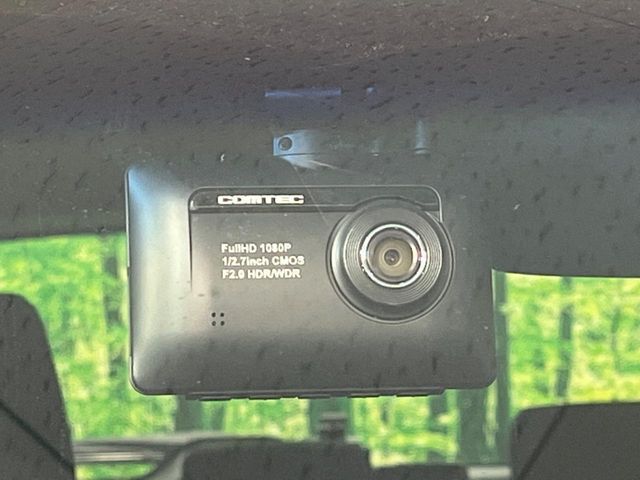 COMTEC
FullHD 1080P
1/2.7inch CMOS
F2.0 HDR/WDR